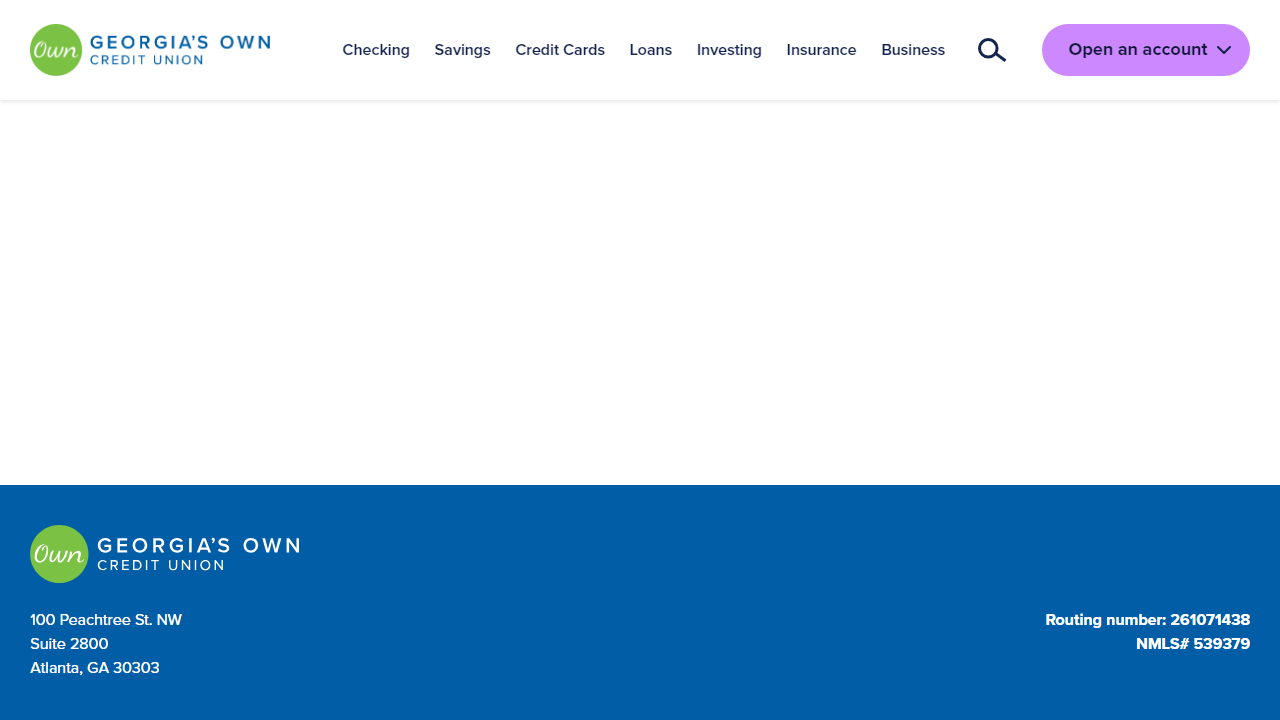 Own GEORGIA'S OWN
CREDIT UNION
Checking Savings Credit Cards Loans Investing Insurance Business
Open an account
Own GEORGIA'S OWN
CREDIT UNION
100 Peachtree St. NW
Suite 2800
Atlanta, GA 30303
Routing number: 261071438
NMLS# 539379